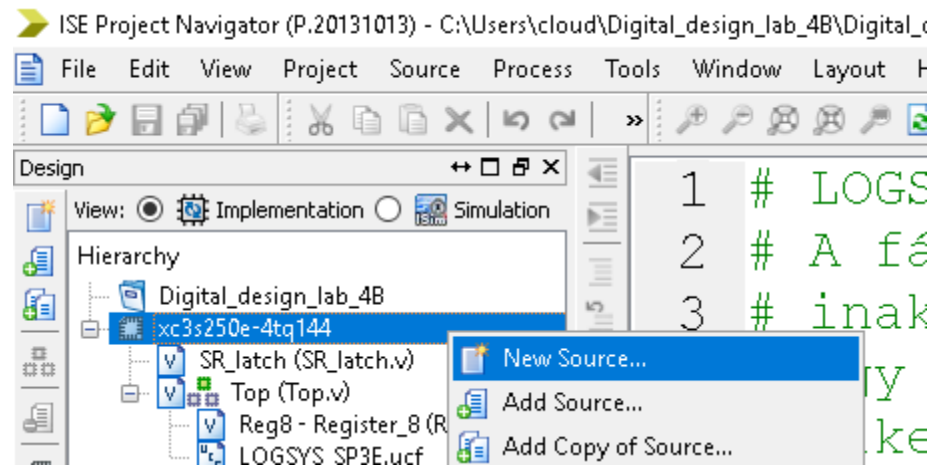 ISE Project Navigator (P.20131013) - C:\Users\cloud\Digital_design_lab_4B\Digital_
File Edit View Project Source Process Tools Window Layout H
»
Design
View: Implementation Simulation
Hierarchy
Digital_design_lab_4B
xc3s250e-4tq144
SR_latch (SR_latch.v)
Top (Top.v)
Reg8 - Register_8 (R
LOGSYS_SP3E.ucf
New Source...
Add Source...
Add Copy of Source...
1 # LOGS
2 # A fá
3 # inak
gy
ke